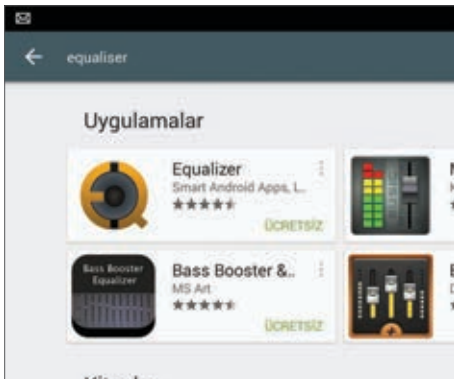 equaliser
Uygulamalar
Equalizer
Smart Android Apps, L..
ÜCRETSİZ
Bass Booster
Equalizer
Bass Booster &..
MS Art
ÜCRETSİZ